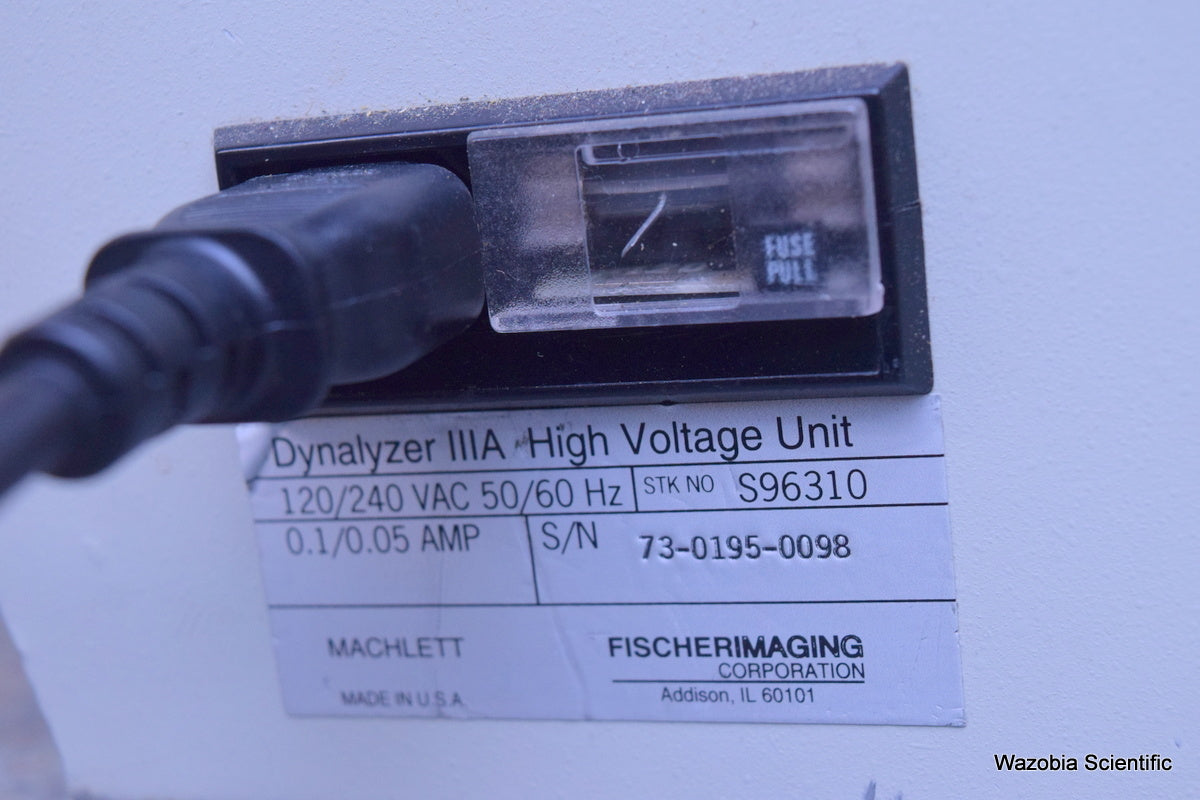 FUSE
PULL
Dynalyzer IIIA High Voltage Unit
120/240 VAC 50/60 Hz STK NO S96310
0.1/0.05 AMP S/N 73-0195-0098
MACHLETT FISCHERIMAGING
CORPORATION
MADE IN U.S.A. Addison, IL 60101
Wazobia Scientific